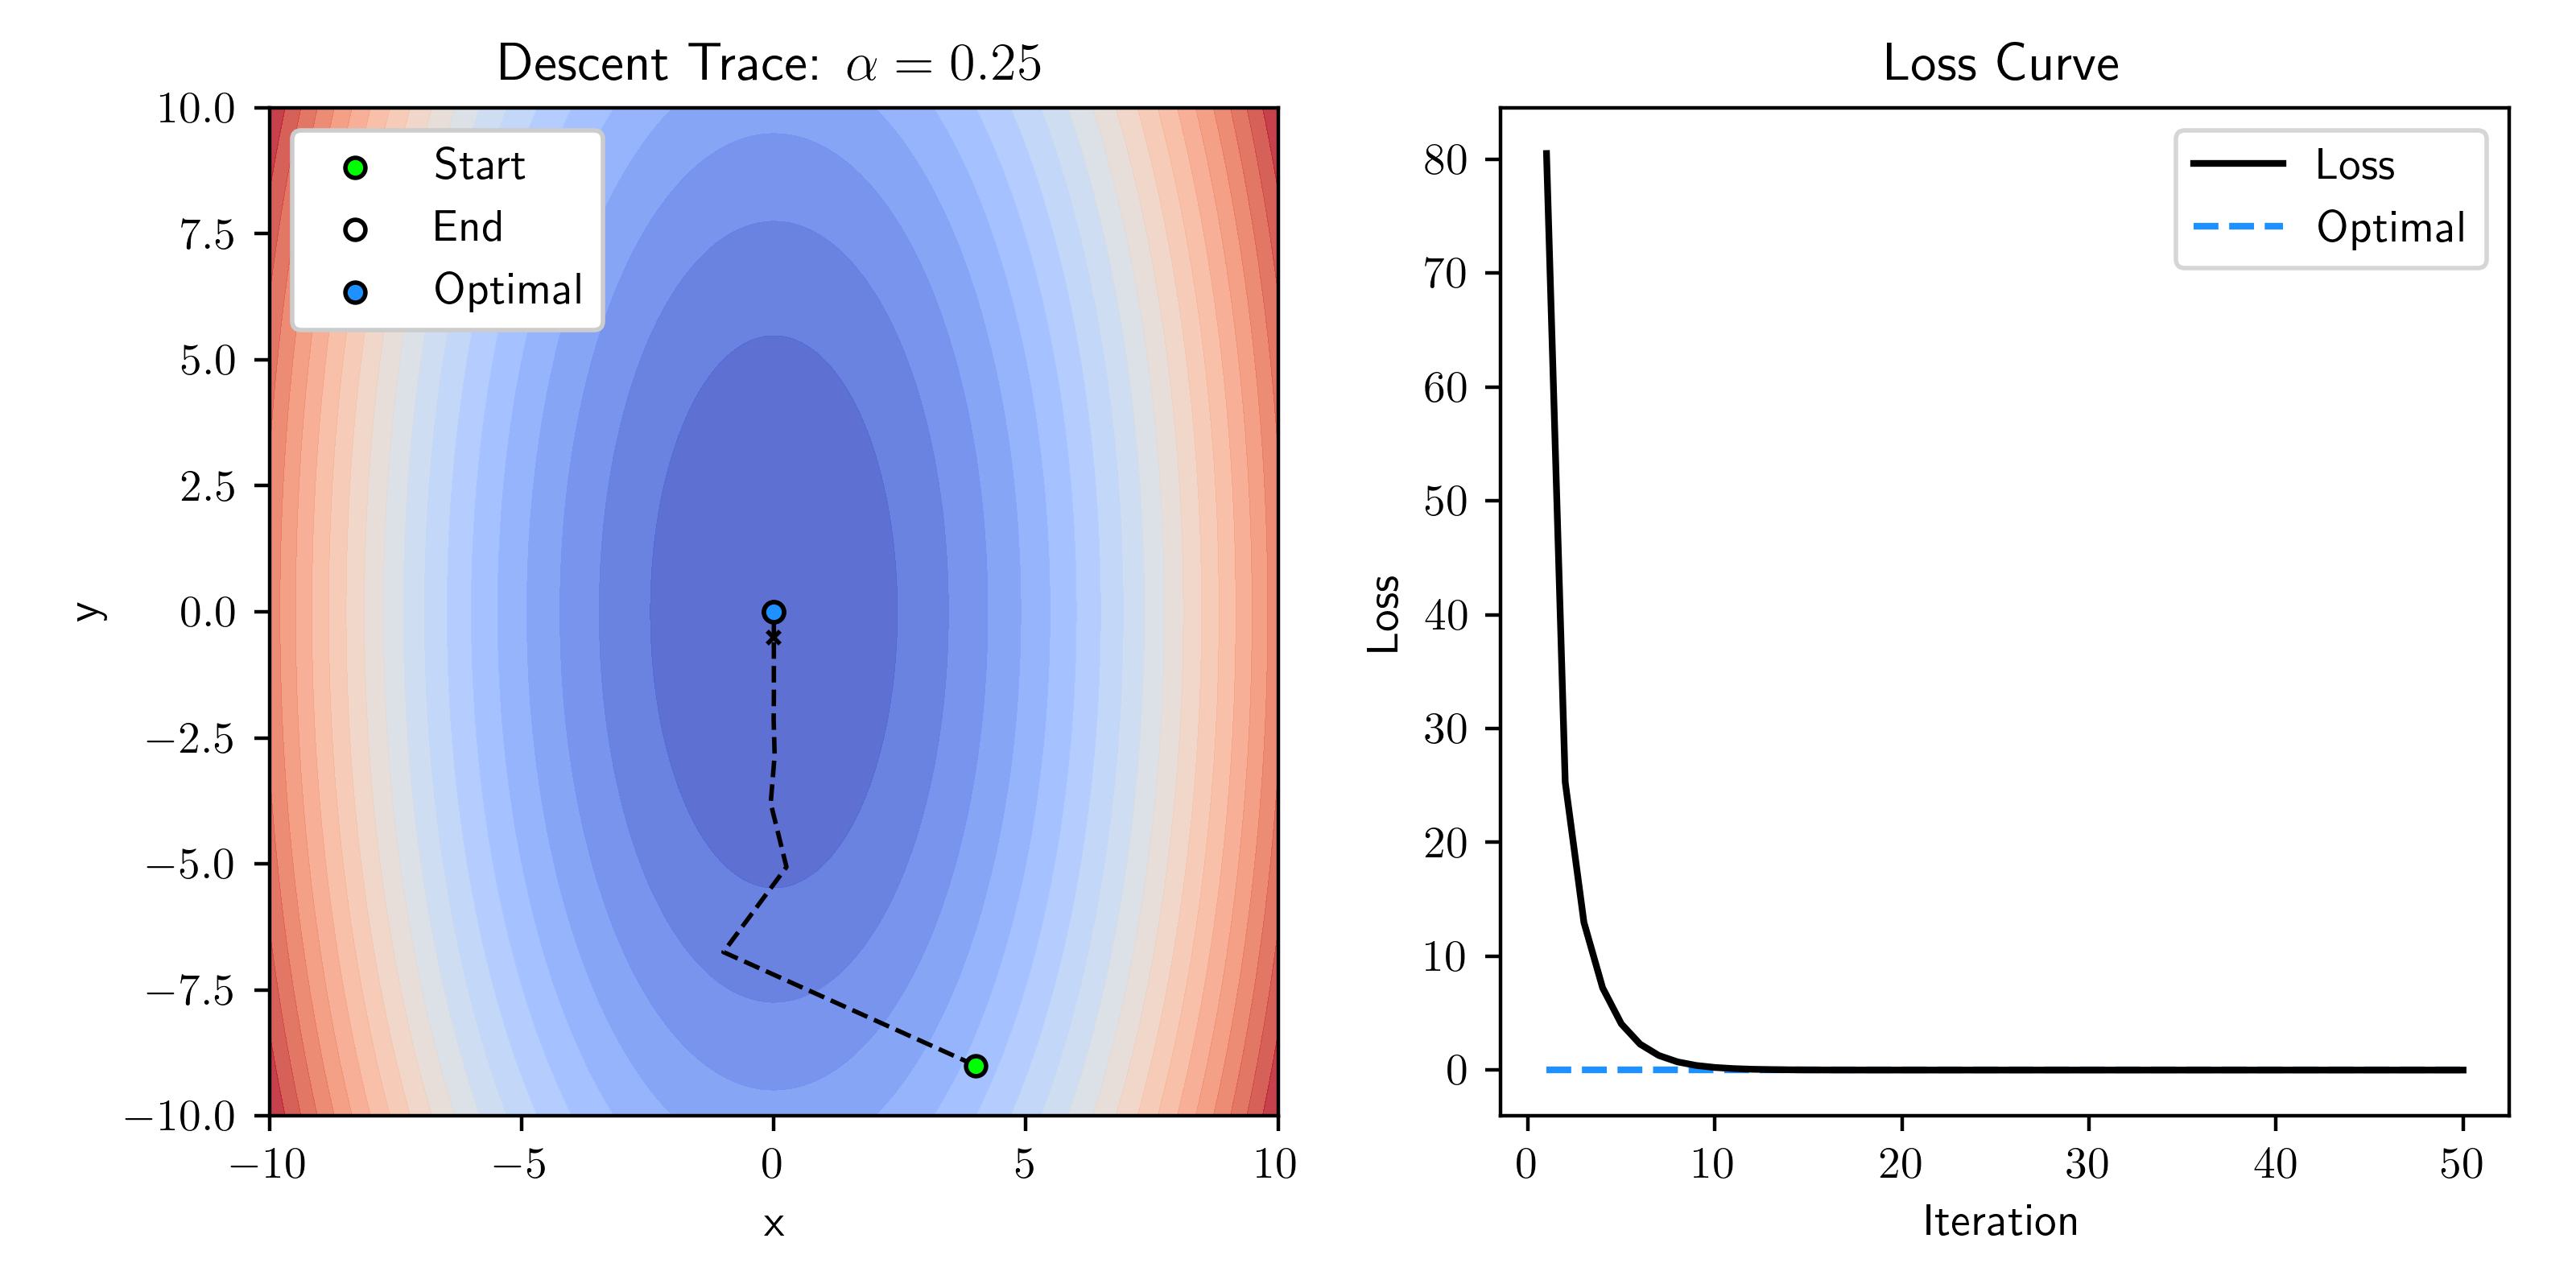 Descent Trace: α = 0.25
10.0
7.5
5.0
2.5
0.0
−2.5
−5.0
−7.5
−10.0
y
Start
End
Optimal
−10 −5 0 5 10
x
Loss Curve
80
70
60
50
40
30
20
10
0
Loss
Loss
Optimal
0 10 20 30 40 50
Iteration